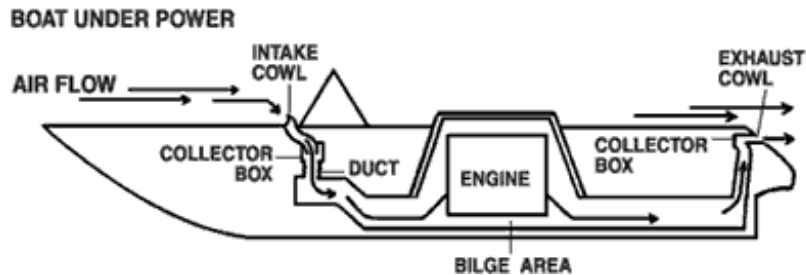 BOAT UNDER POWER
INTAKE
COWL
AIR FLOW
EXHAUST
COWL
COLLECTOR
BOX
DUCT
ENGINE
COLLECTOR
BOX
BILGE AREA